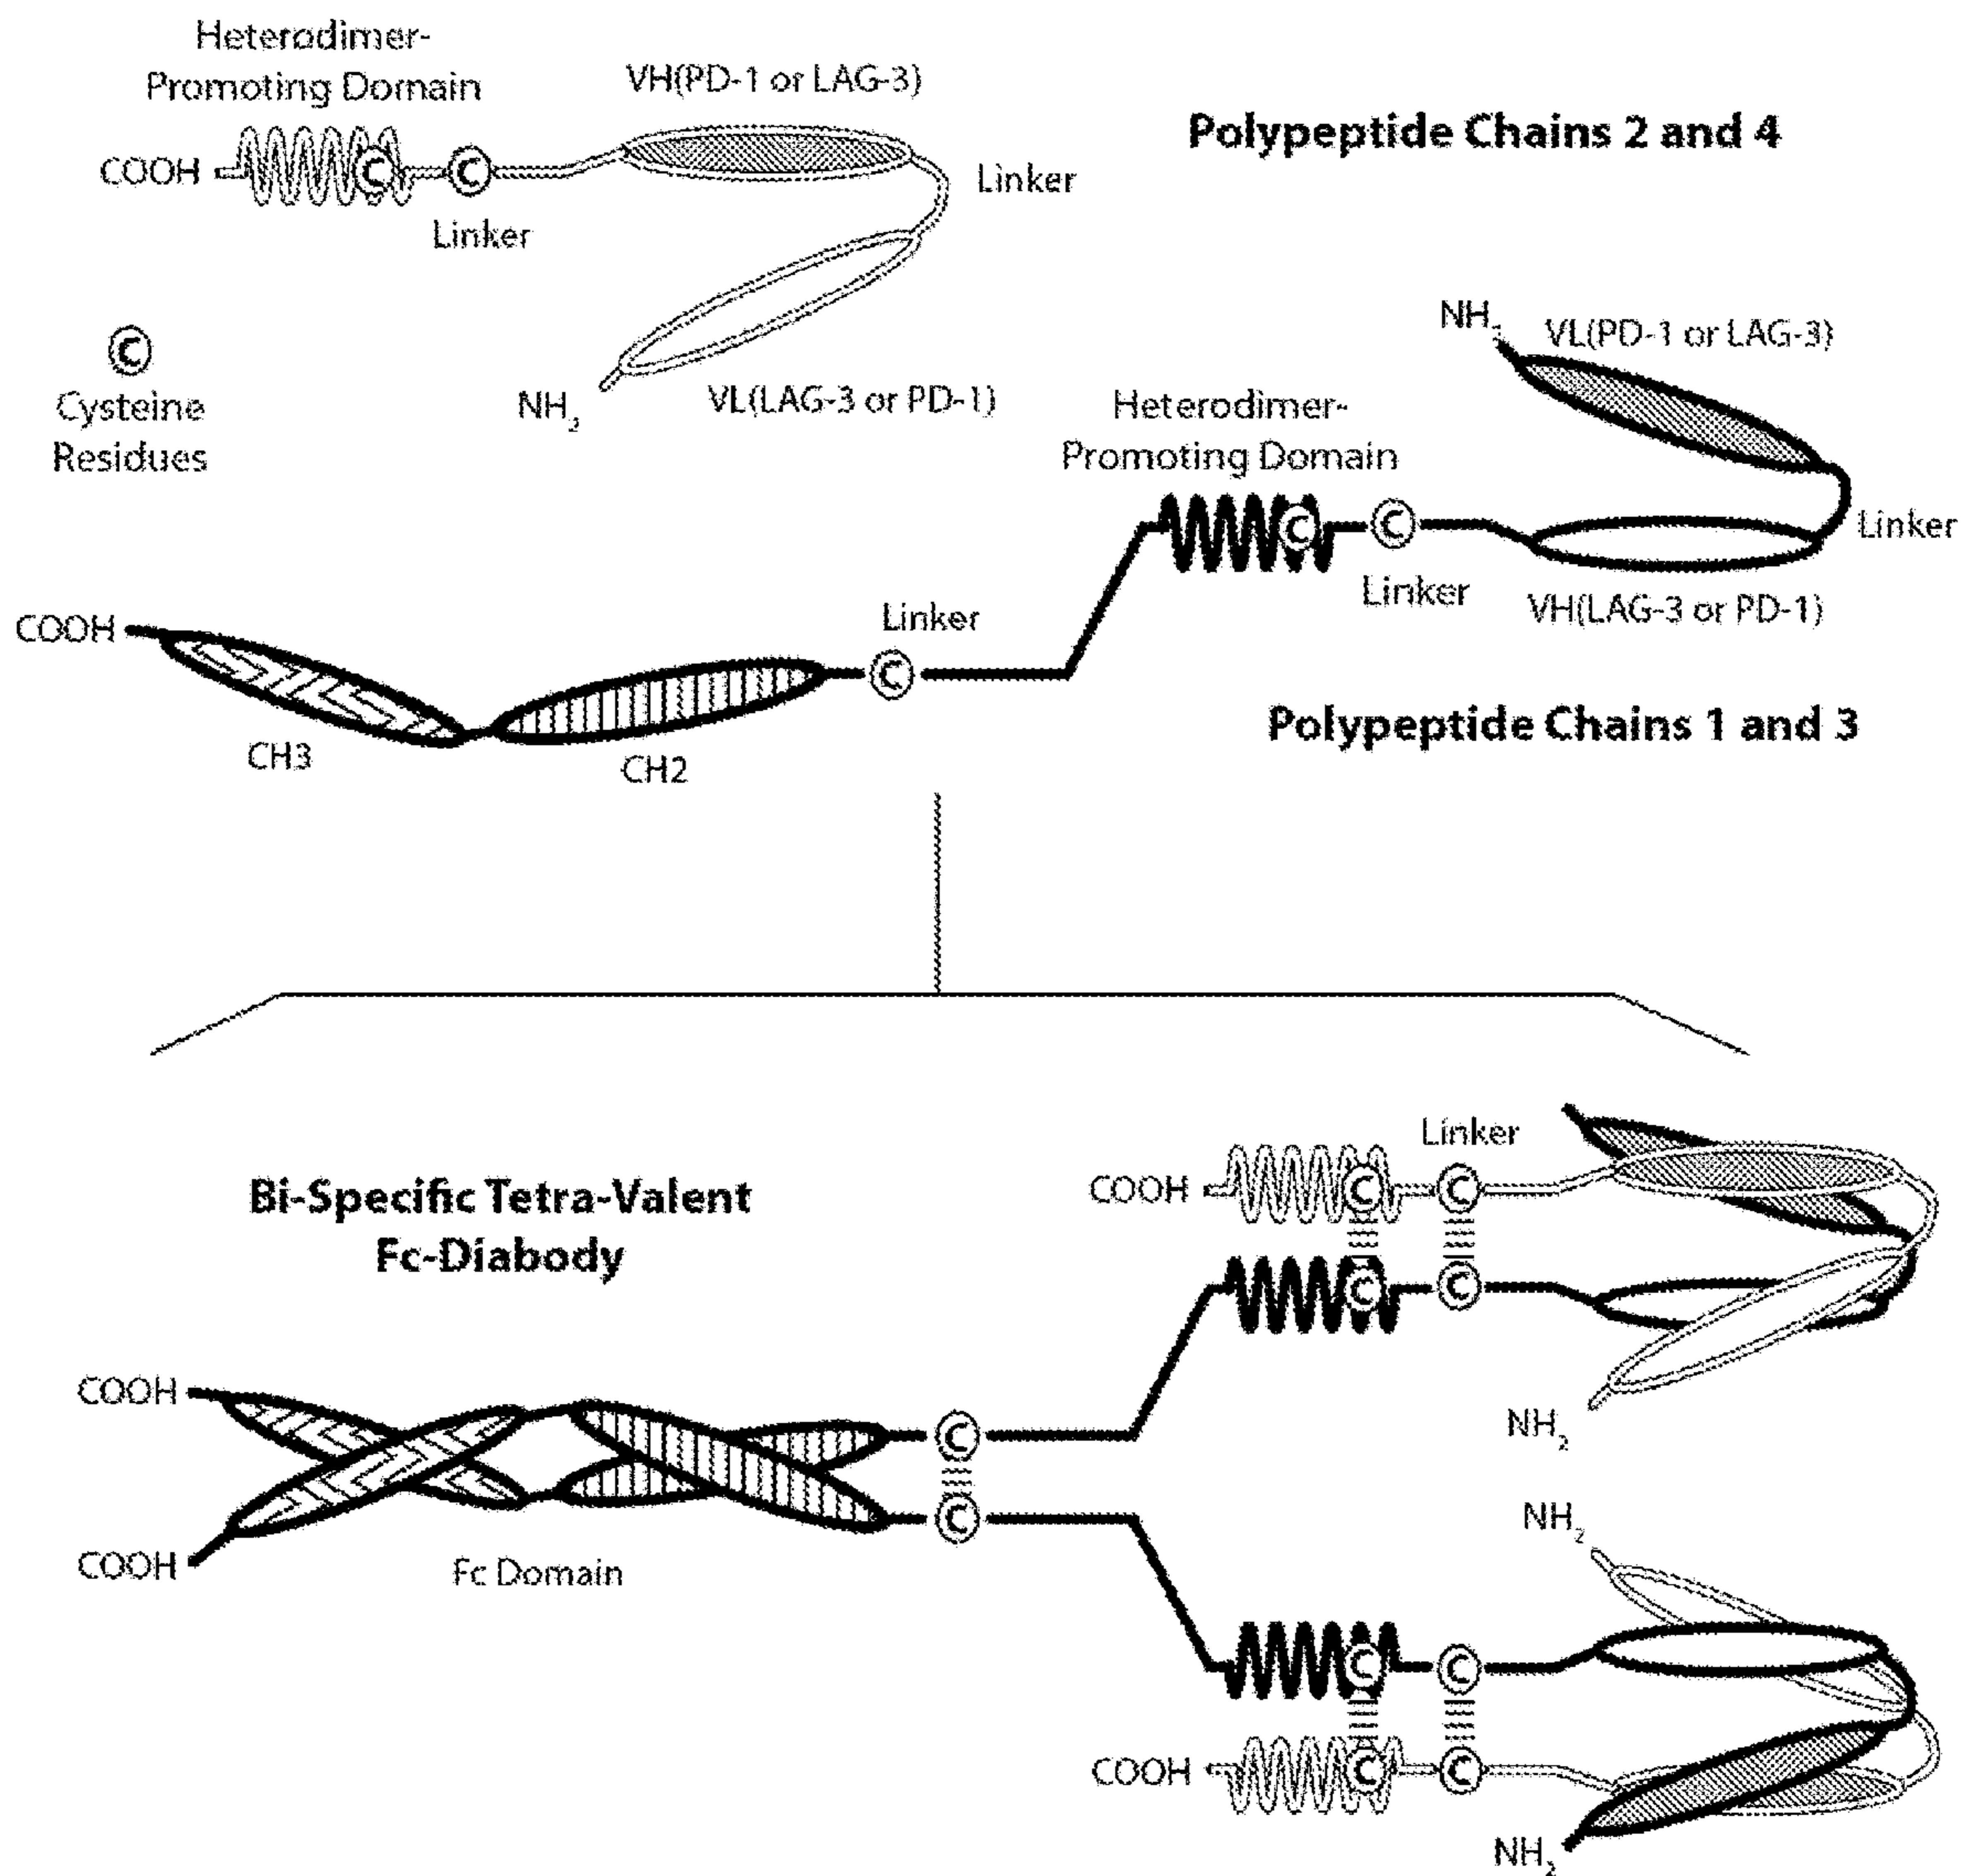 Heterodimer-
Promoting Domain
VH(PD-1 or LAG-3)
Polypeptide Chains 2 and 4
COOH
C
C
Linker
Linker
C
Cysteine
Residues
NH2
VL(LAG-3 or PD-1)
NH2
VL(PD-1 or LAG-3)
Heterodimer-
Promoting Domain
C
C
Linker
Linker
VH(LAG-3 or PD-1)
COOH
Linker
C
CH3
CH2
Polypeptide Chains 1 and 3
Bi-Specific Tetra-Valent
Fc-Diabody
Linker
COOH
C
C
C
C
NH2
COOH
C
C
COOH
Fc Domain
NH2
C
C
COOH
C
C
NH2